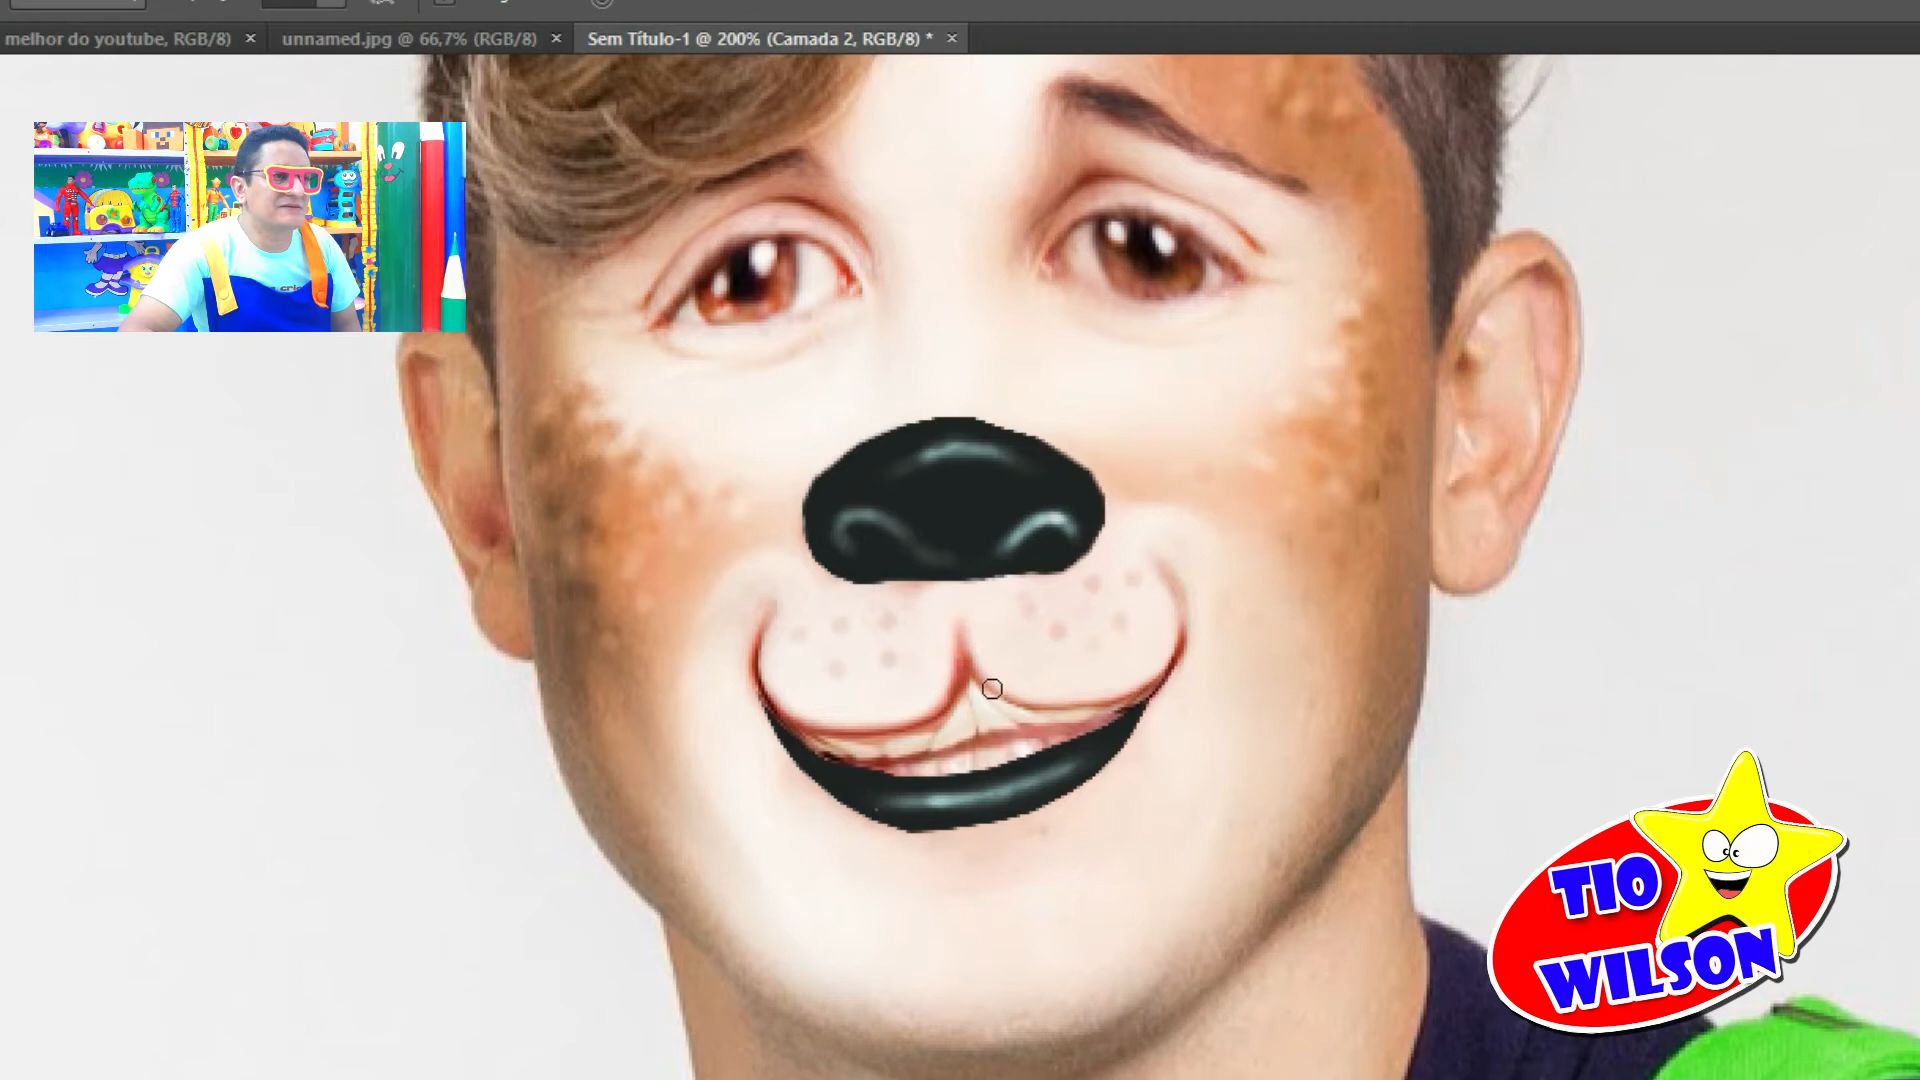 melhor do youtube, RGB/8) ×
unnamed.jpg @ 66,7% (RGB/8) ×
Sem Título-1 @ 200% (Camada 2, RGB/8) * ×
TIO
WILSON